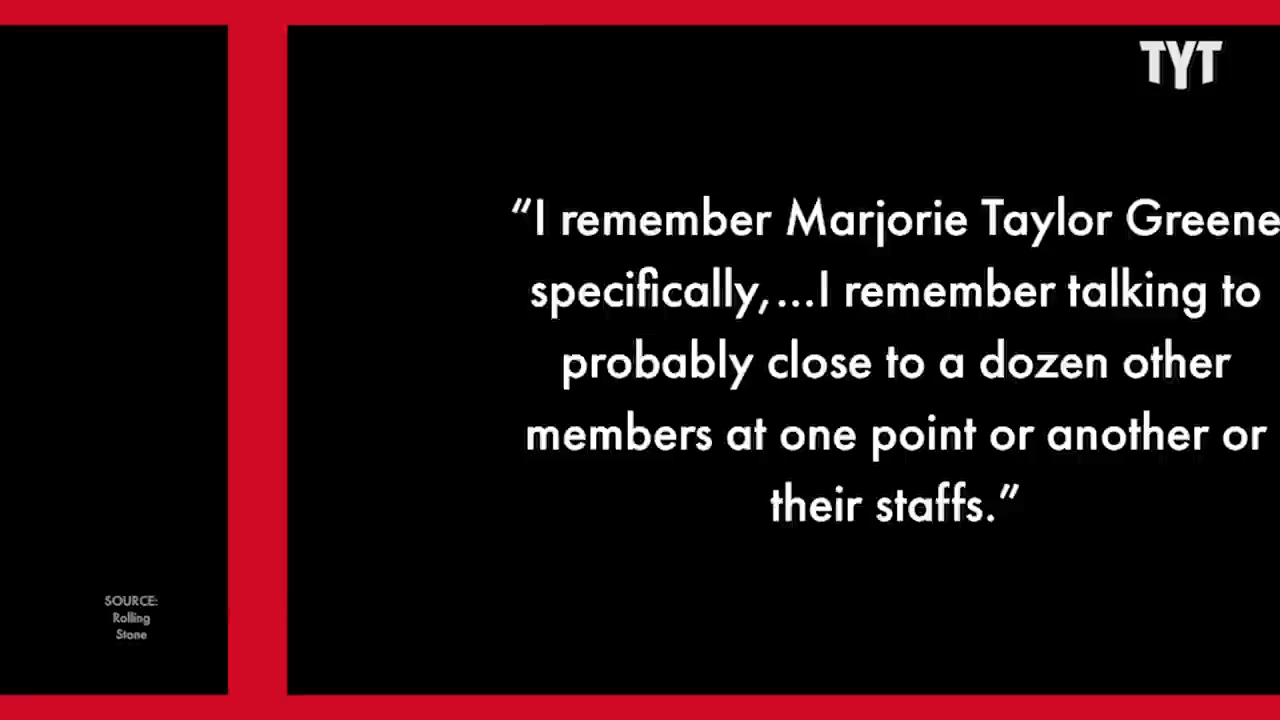 TYT
“I remember Marjorie Taylor Greene
specifically,...I remember talking to
probably close to a dozen other
members at one point or another or
their staffs.”
SOURCE:
Rolling
Stone